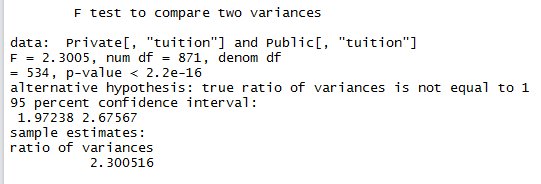 F test to compare two variances
data:  Private[, "tuition"] and Public[, "tuition"]
F = 2.3005, num df = 871, denom df
= 534, p-value < 2.2e-16
alternative hypothesis: true ratio of variances is not equal to 1
95 percent confidence interval:
1.97238 2.67567
sample estimates:
ratio of variances
2.300516